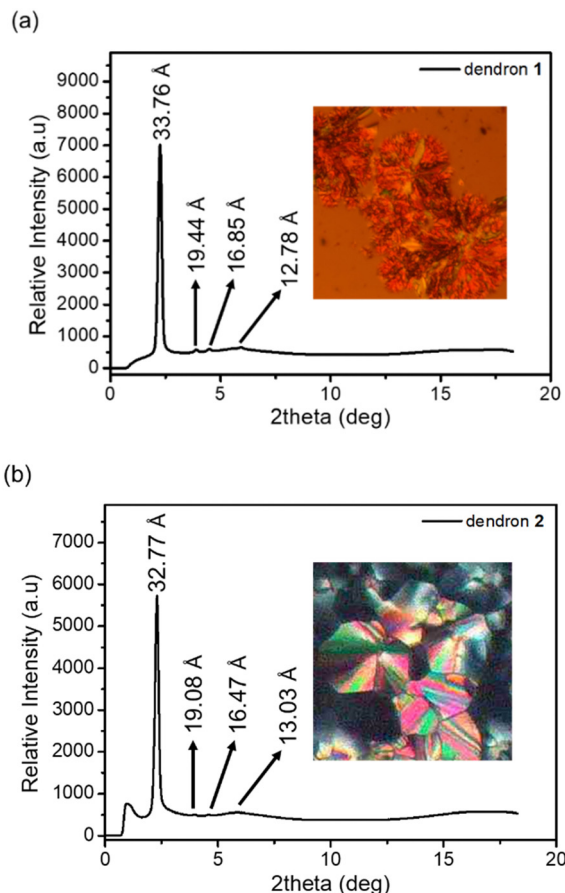 (a)
dendron 1
33.76 Å
19.44 Å
16.85 Å
12.78 Å
Relative Intensity (a.u)
9000
8000
7000
6000
5000
4000
3000
2000
1000
0
0 5 10 15 20
2theta (deg)
(b)
dendron 2
32.77 Å
19.08 Å
16.47 Å
13.03 Å
Relative Intensity (a.u)
7000
6000
5000
4000
3000
2000
1000
0
0 5 10 15 20
2theta (deg)